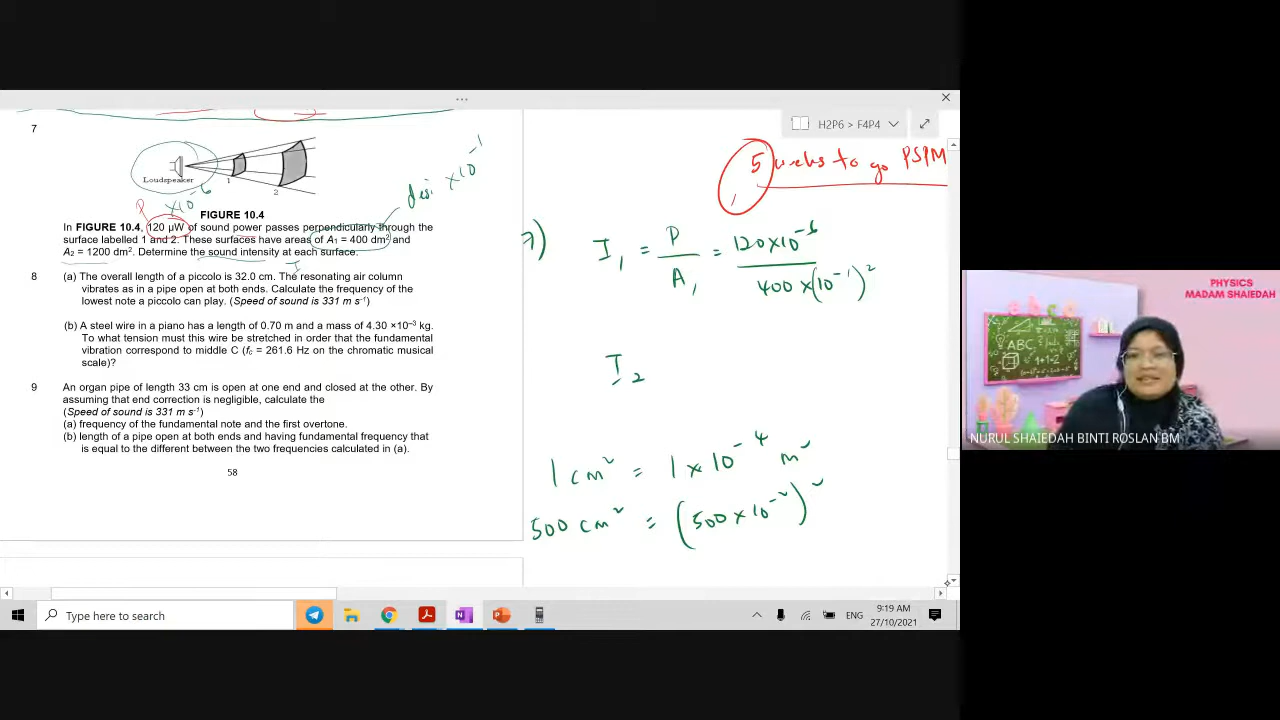 H2P6 > F4P4
7
Loudspeaker
1
2
desi x10⁻¹
P
x10⁻⁶
FIGURE 10.4
In FIGURE 10.4, 120 µW of sound power passes perpendicularly through the
surface labelled 1 and 2. These surfaces have areas of A₁ = 400 dm² and
A₂ = 1200 dm². Determine the sound intensity at each surface.
I
8 (a) The overall length of a piccolo is 32.0 cm. The resonating air column
vibrates as in a pipe open at both ends. Calculate the frequency of the
lowest note a piccolo can play. (Speed of sound is 331 m s⁻¹)
(b) A steel wire in a piano has a length of 0.70 m and a mass of 4.30 ×10⁻³ kg.
To what tension must this wire be stretched in order that the fundamental
vibration correspond to middle C (fc = 261.6 Hz on the chromatic musical
scale)?
9 An organ pipe of length 33 cm is open at one end and closed at the other. By
assuming that end correction is negligible, calculate the
(Speed of sound is 331 m s⁻¹)
(a) frequency of the fundamental note and the first overtone.
(b) length of a pipe open at both ends and having fundamental frequency that
is equal to the different between the two frequencies calculated in (a).
58
5 weeks to go PSPM
7) I₁ = P / A₁ = 120x10⁻⁶ / 400 x (10⁻¹)²
I₂
1 cm² = 1 x 10⁻⁴ m²
500 cm² = (500 x 10⁻²)²
PHYSICS
MADAM SHAIEDAH
a b c d
ABC
1+1=2
NURUL SHAIEDAH BINTI ROSLAN BM
Type here to search
ENG
9:19 AM
27/10/2021